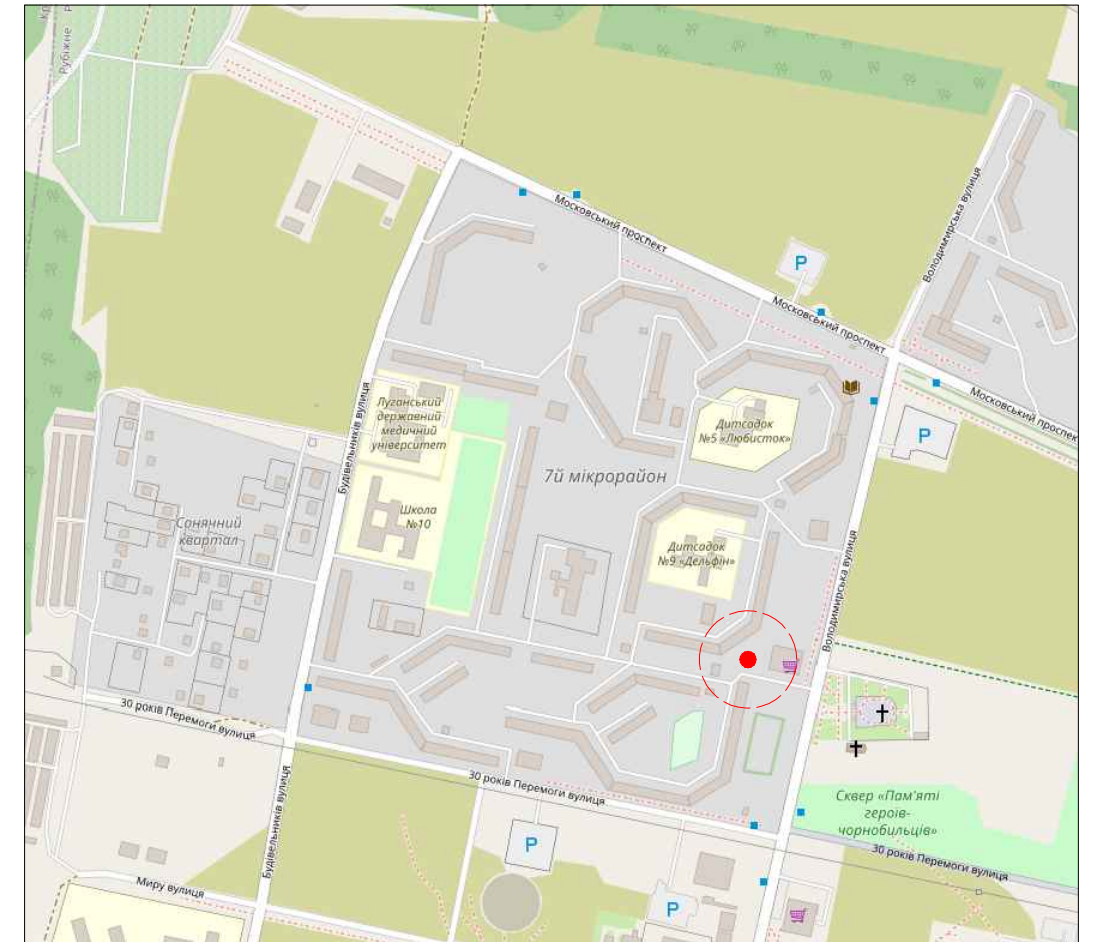 Рубіжне
Московський проспект
Володимирська вулиця
P
Московський проспект
Московський проспек
Будівельників вулиця
Луганський
державний
медичний
університет
Дитсадок
№5 «Любисток»
P
7й мікрорайон
Школа
№10
Сонячний
квартал
Дитсадок
№9 «Дельфін»
Володимирська вулиця
30 років Перемоги вулиця
30 років Перемоги вулиця
Сквер «Пам'яті
героїв-
чорнобильців»
Будівельників вулиця
P
30 років Перемоги вулиця
Миру вулиця
P